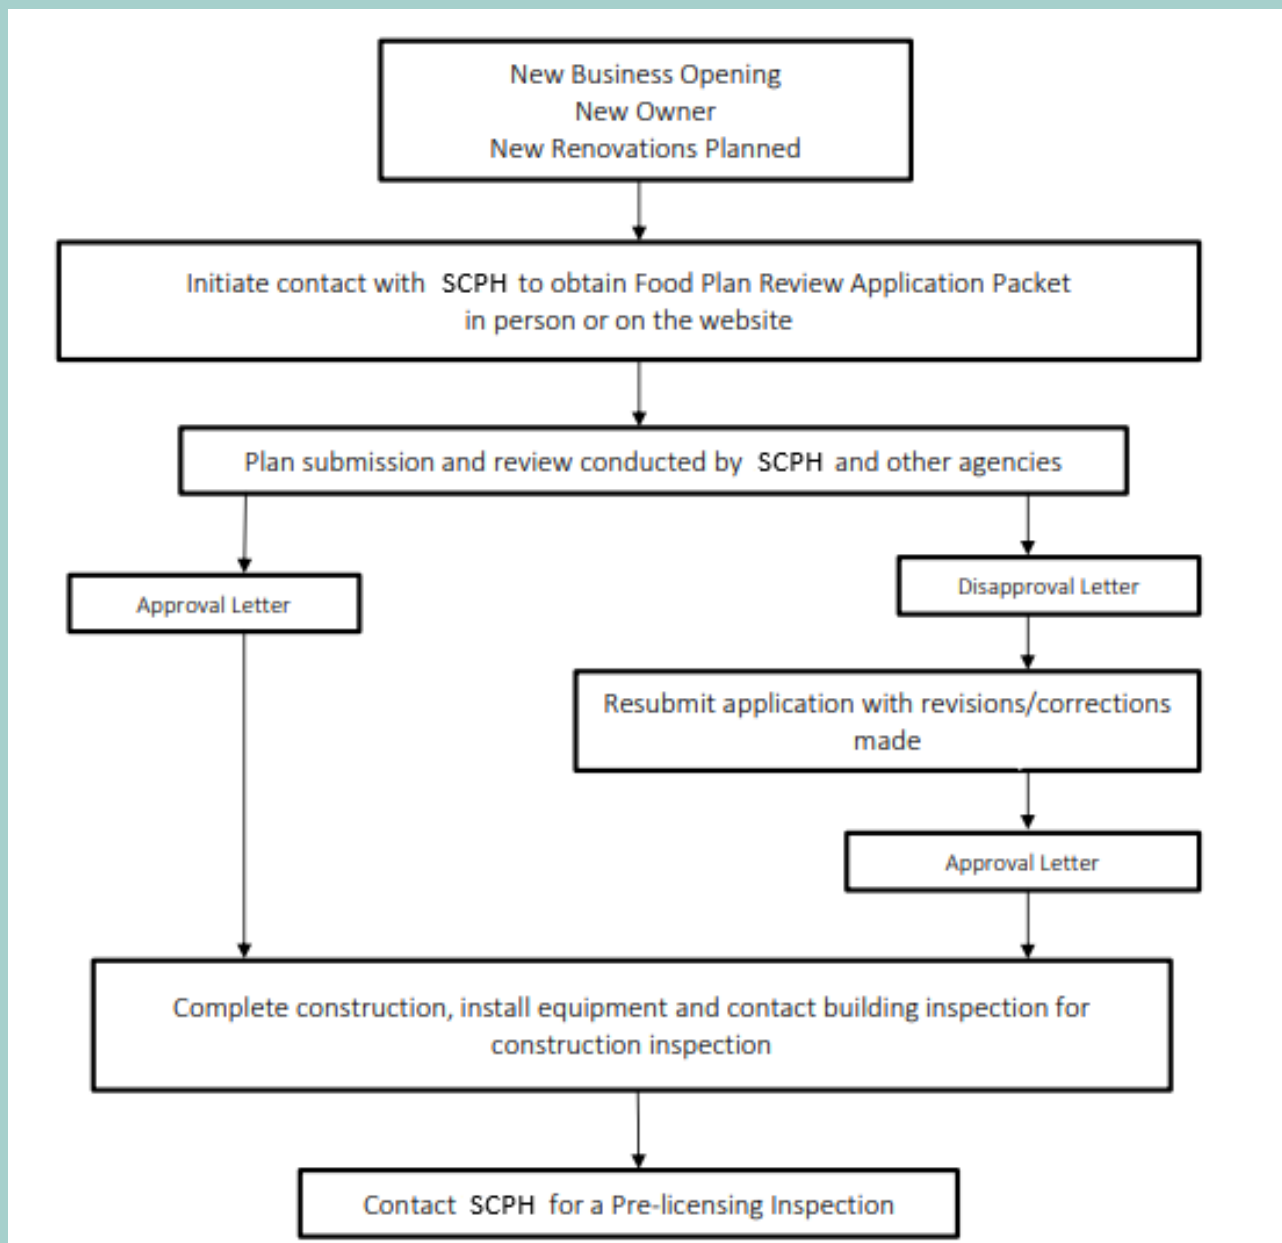 New Business Opening
New Owner
New Renovations Planned
Initiate contact with SCPH to obtain Food Plan Review Application Packet
in person or on the website
Plan submission and review conducted by SCPH and other agencies
Approval Letter
Disapproval Letter
Resubmit application with revisions/corrections
made
Approval Letter
Complete construction, install equipment and contact building inspection for
construction inspection
Contact SCPH for a Pre-licensing Inspection